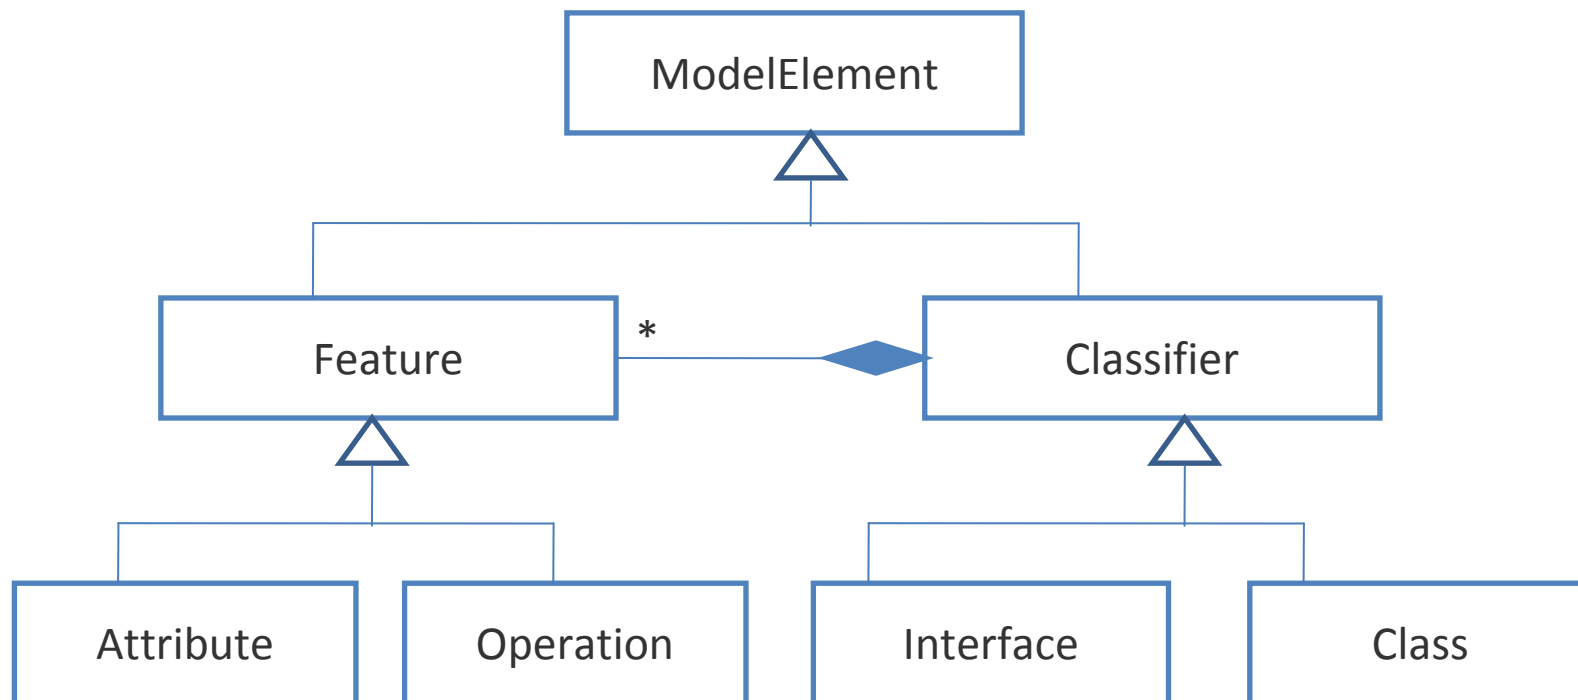 ModelElement
Feature
*
Classifier
Attribute
Operation
Interface
Class